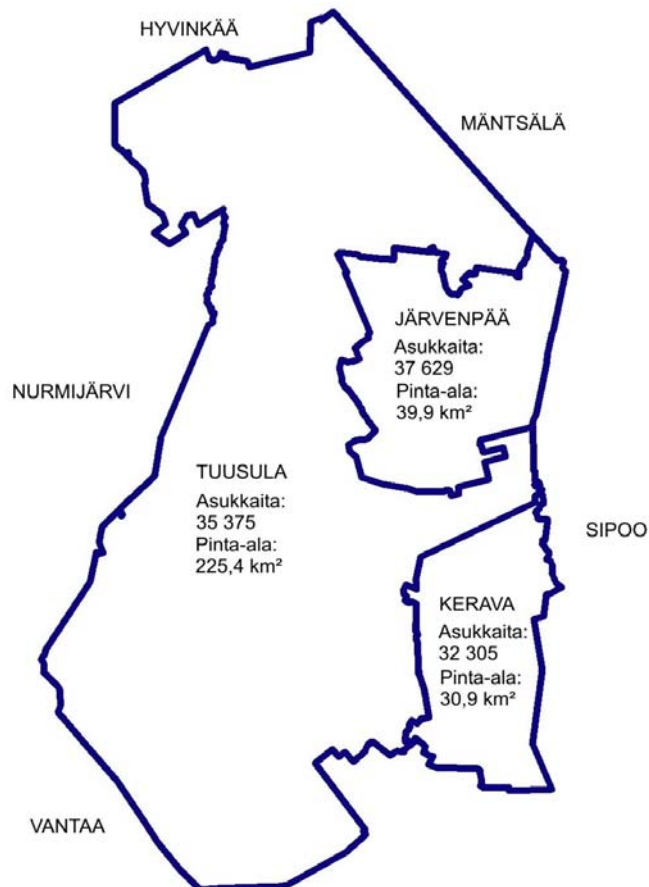 HYVINKÄÄ
MÄNTSÄLÄ
JÄRVENPÄÄ
Asukkaita:
37 629
Pinta-ala:
39,9 km²
NURMIJÄRVI
TUUSULA
Asukkaita:
35 375
Pinta-ala:
225,4 km²
SIPOO
KERAVA
Asukkaita:
32 305
Pinta-ala:
30,9 km²
VANTAA